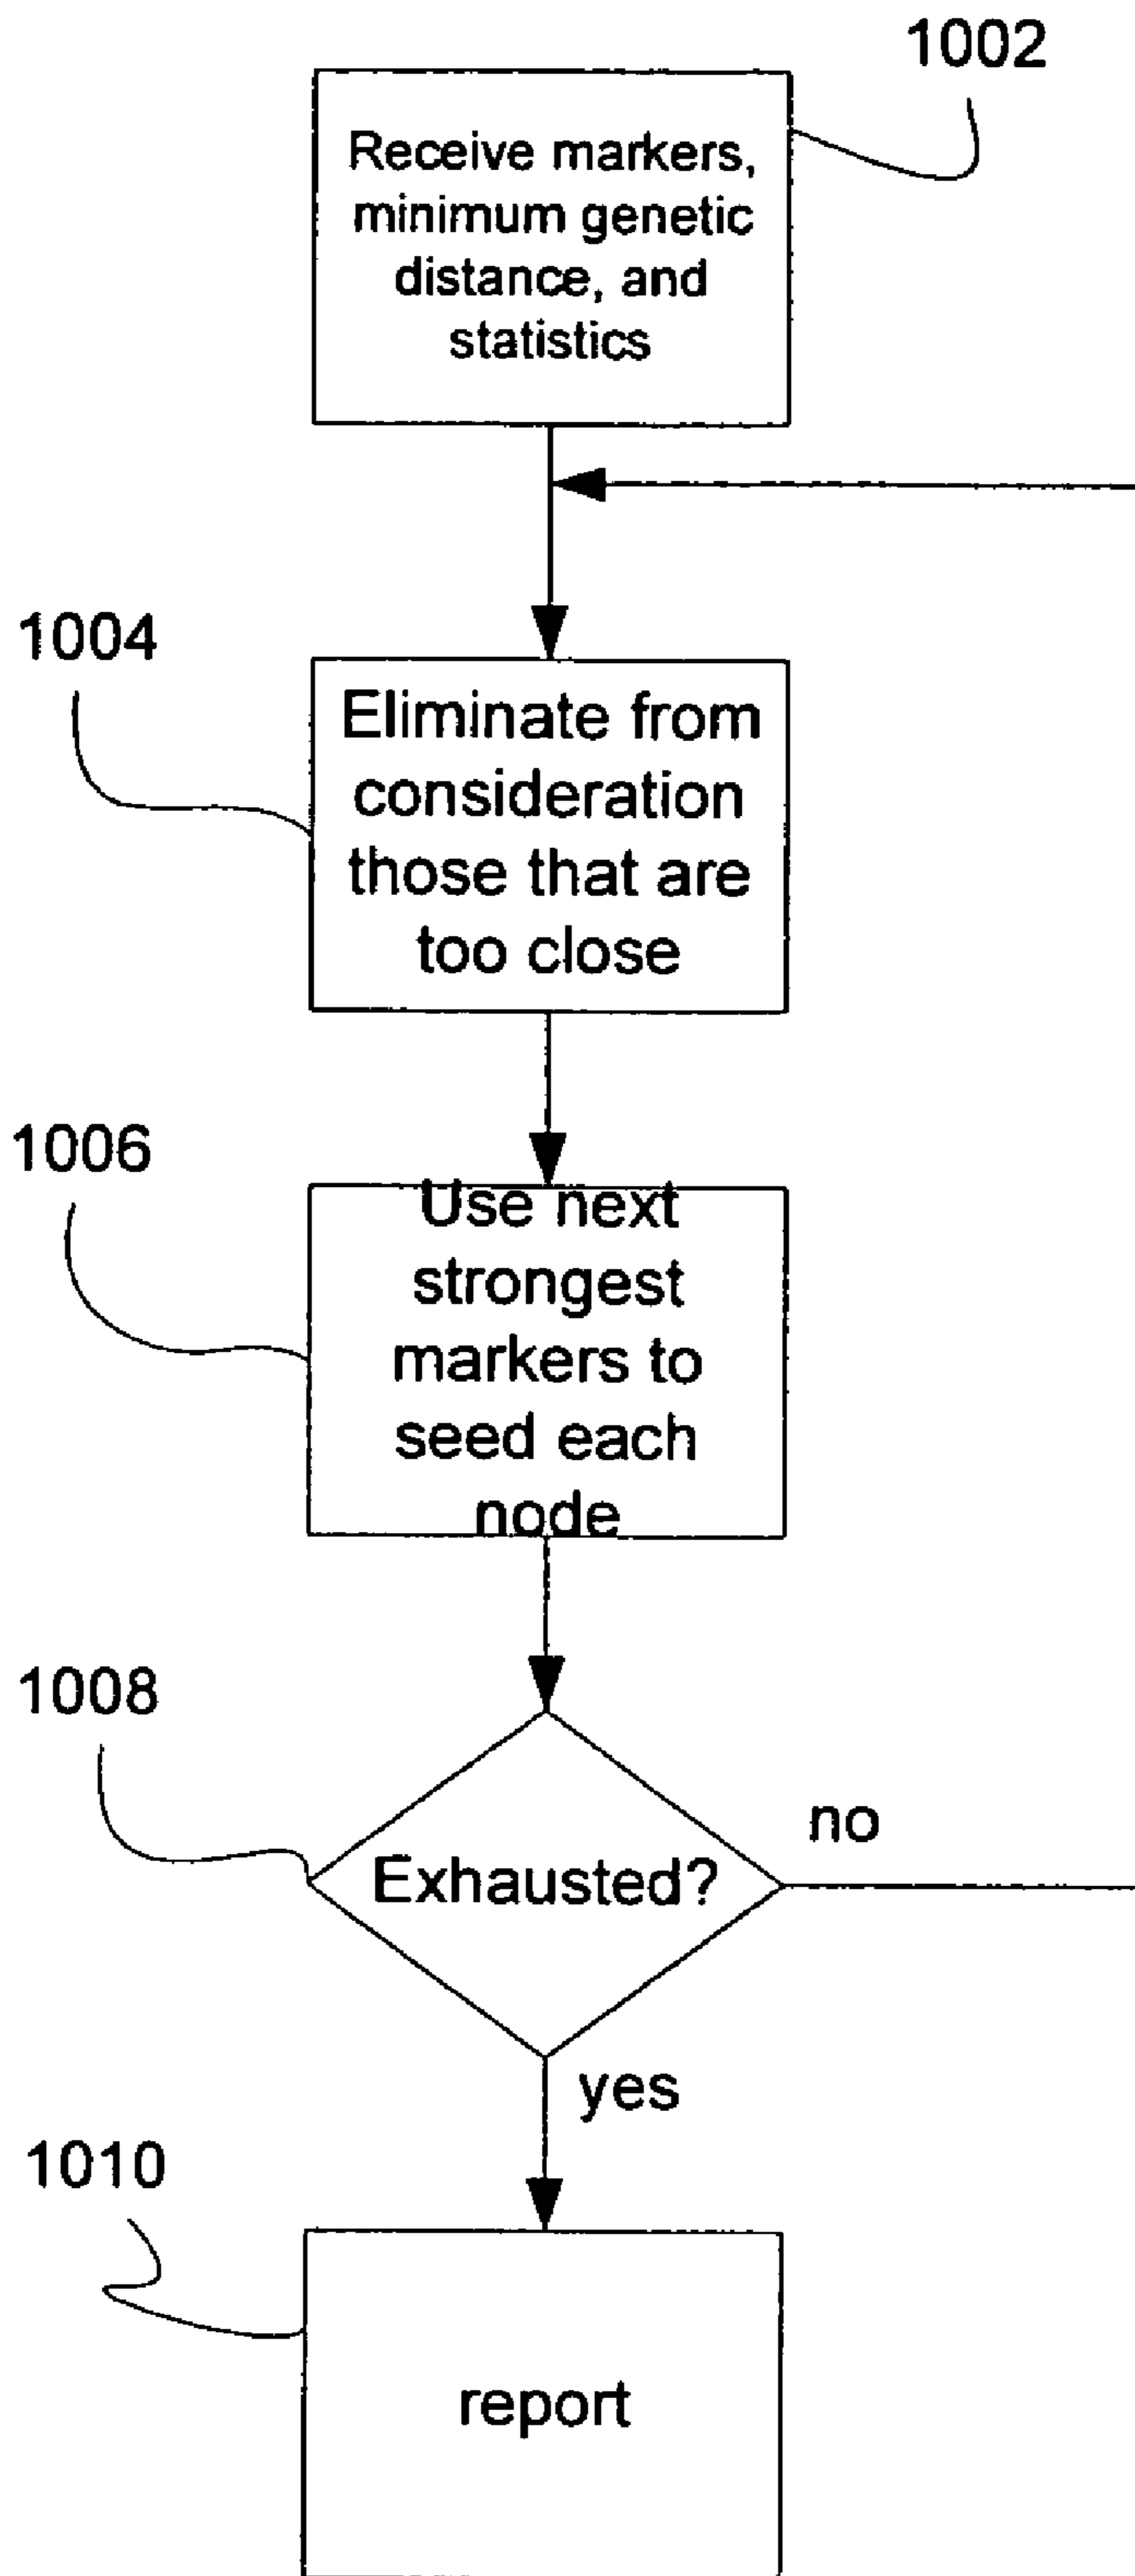 1002
Receive markers,
minimum genetic
distance, and
statistics
1004
Eliminate from
consideration
those that are
too close
1006
Use next
strongest
markers to
seed each
node
1008
Exhausted?
no
yes
1010
report